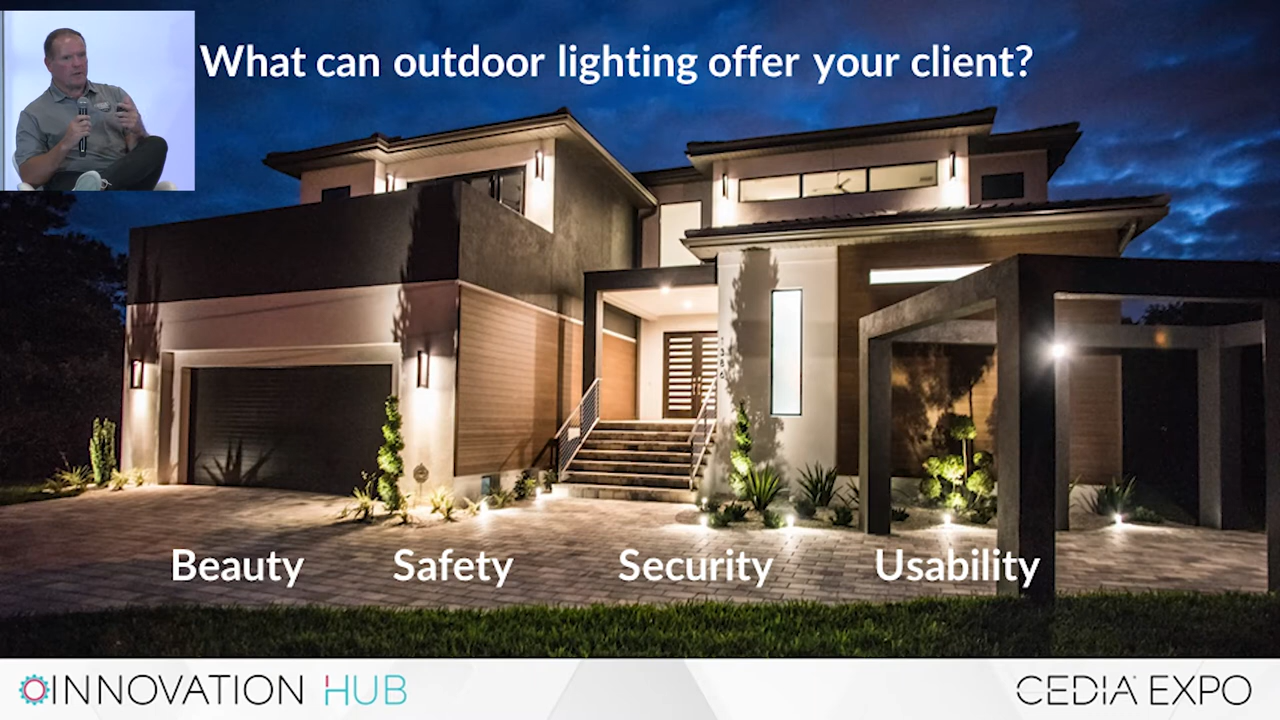 What can outdoor lighting offer your client?
Beauty Safety Security Usability
INNOVATION HUB
CEDIA EXPO